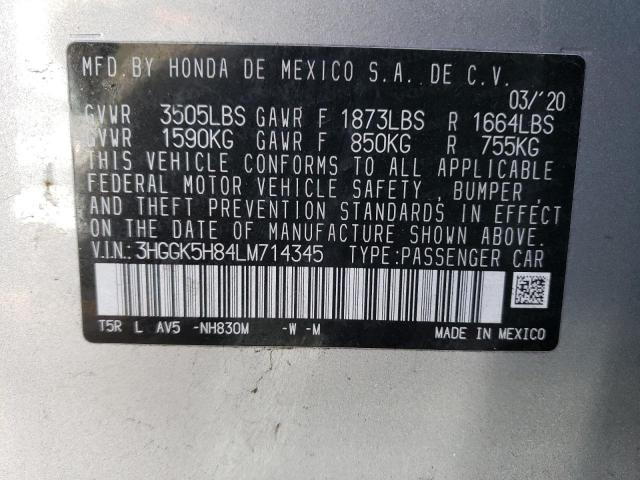 MFD. BY HONDA DE MEXICO S.A. DE C.V.
03/'20
GVWR 3505LBS GAWR F 1873LBS R 1664LBS
GVWR 1590KG GAWR F 850KG R 755KG
THIS VEHICLE CONFORMS TO ALL APPLICABLE
FEDERAL MOTOR VEHICLE SAFETY , BUMPER ,
AND THEFT PREVENTION STANDARDS IN EFFECT
ON THE DATE OF MANUFACTURE SHOWN ABOVE.
V.I.N.: 3HGGK5H84LM714345 TYPE:PASSENGER CAR
T5R L AV5 -NH830M -W -M
MADE IN MEXICO